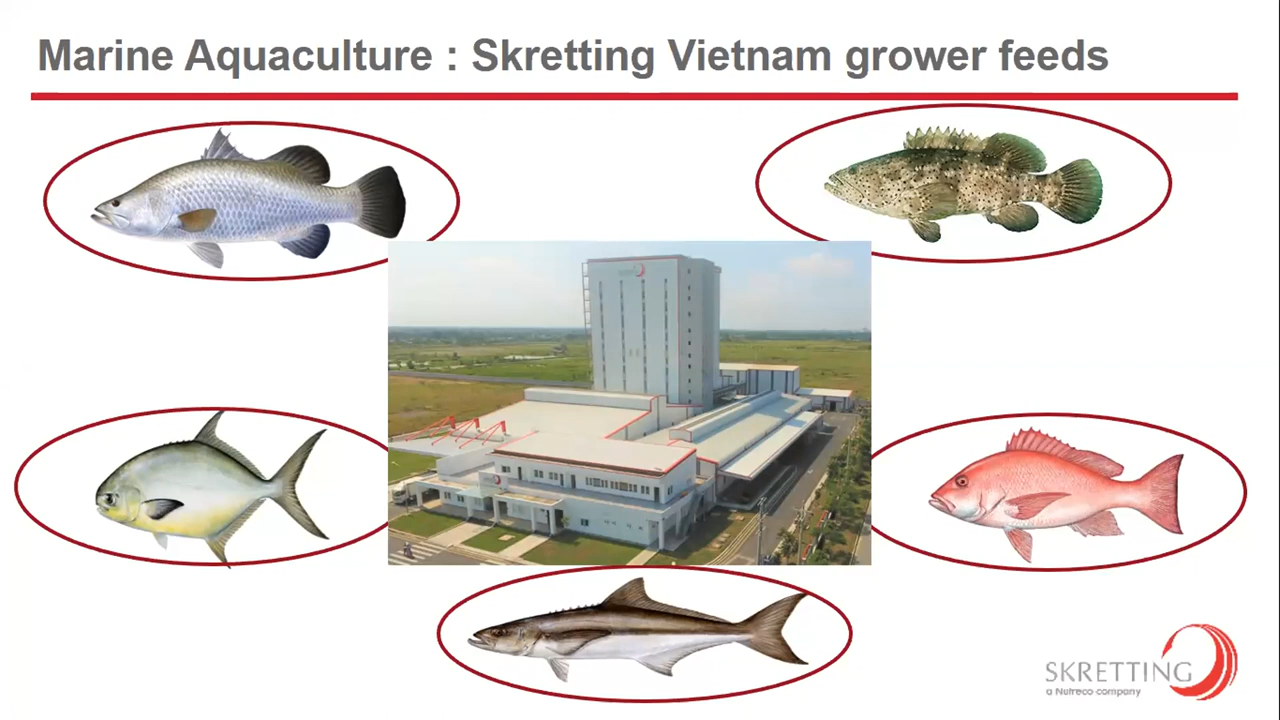 Marine Aquaculture : Skretting Vietnam grower feeds
SKRETTING
a Nutreco company